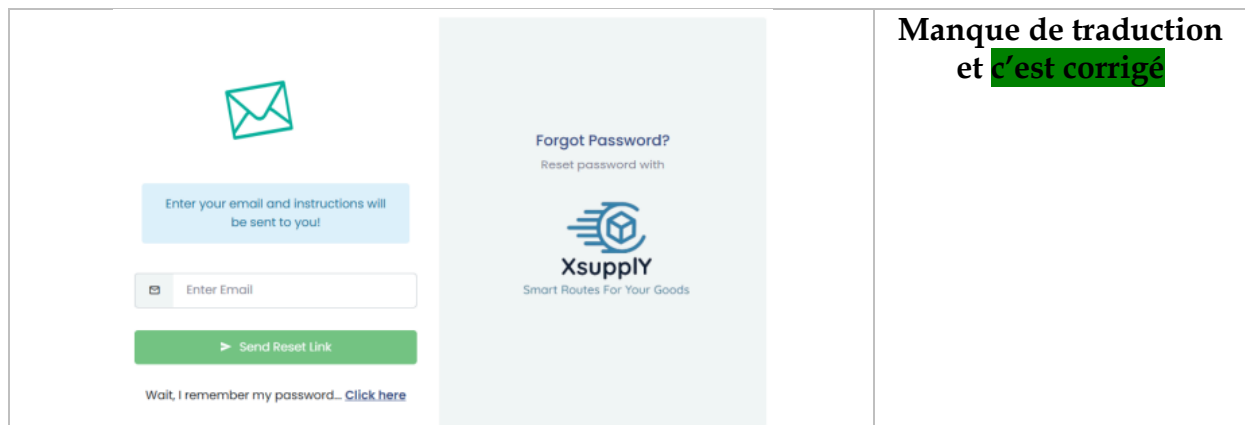 Enter your email and instructions will
be sent to you!
Enter Email
Send Reset Link
Wait, I remember my password... Click here
Forgot Password?
Reset password with
XsupplY
Smart Routes For Your Goods
Manque de traduction
et c’est corrigé